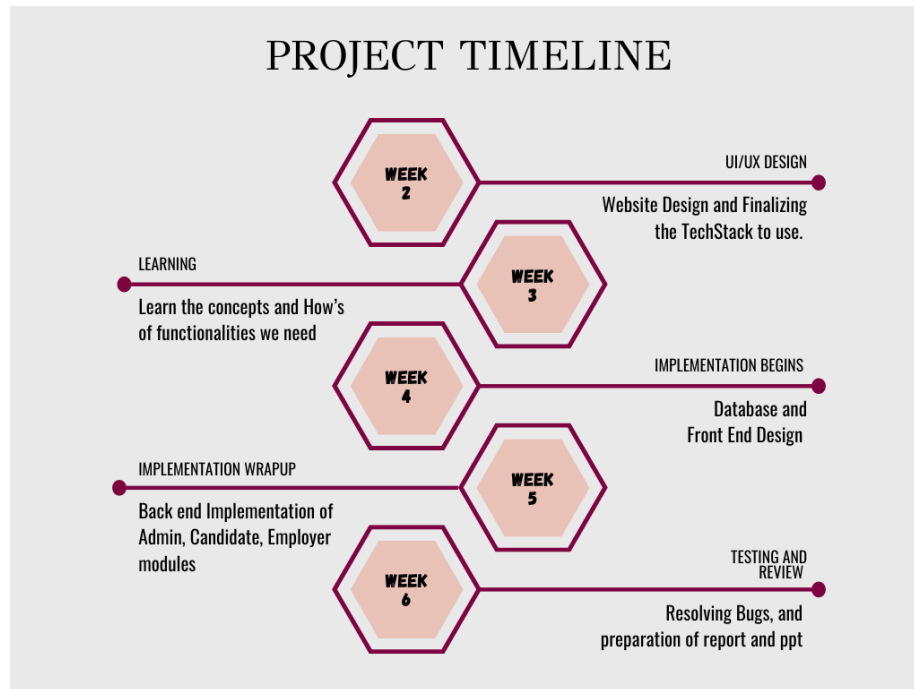 PROJECT TIMELINE
WEEK
2
UI/UX DESIGN
Website Design and Finalizing
the TechStack to use.
LEARNING
Learn the concepts and How's
of functionalities we need
WEEK
3
WEEK
4
IMPLEMENTATION BEGINS
Database and
Front End Design
IMPLEMENTATION WRAPUP
Back end Implementation of
Admin, Candidate, Employer
modules
WEEK
5
WEEK
6
TESTING AND
REVIEW
Resolving Bugs, and
preparation of report and ppt